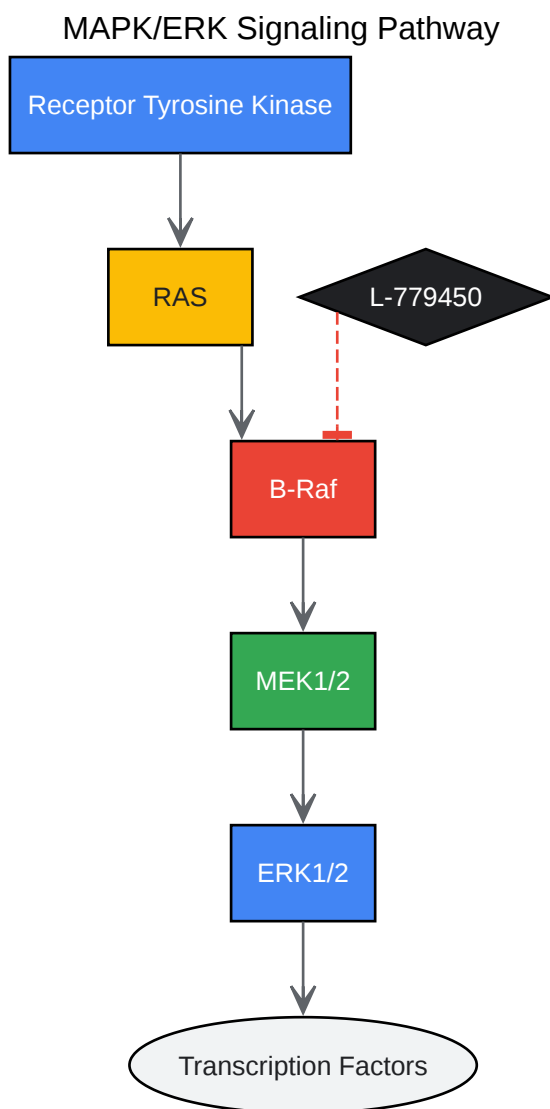 MAPK/ERK Signaling Pathway
Receptor Tyrosine Kinase
RAS
L-779450
B-Raf
MEK1/2
ERK1/2
Transcription Factors